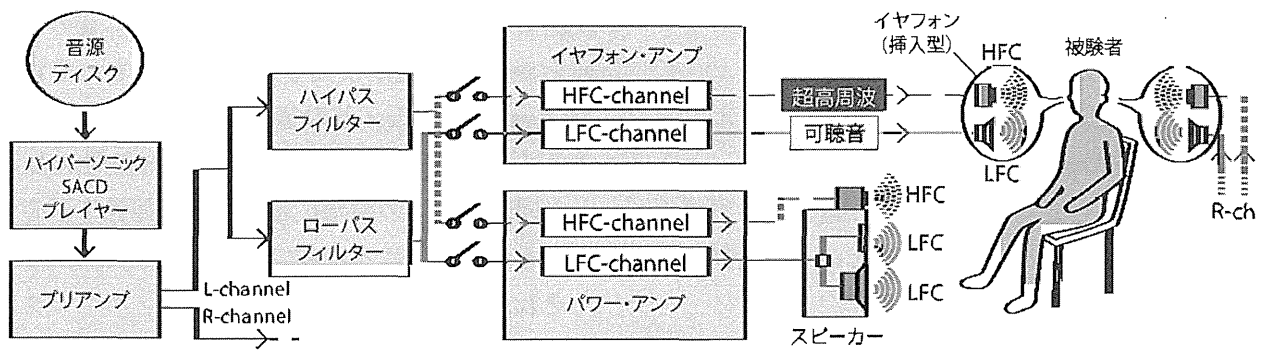 音源
ディスク
ハイパーソニック
SACD
プレイヤー
プリアンプ
L-channel
R-channel
ハイパス
フィルター
ローパス
フィルター
イヤフォン・アンプ
HFC-channel
LFC-channel
HFC-channel
LFC-channel
パワー・アンプ
超高周波
可聴音
イヤフォン
(挿入型)
HFC
LFC
被験者
R-ch
HFC
LFC
LFC
スピーカー